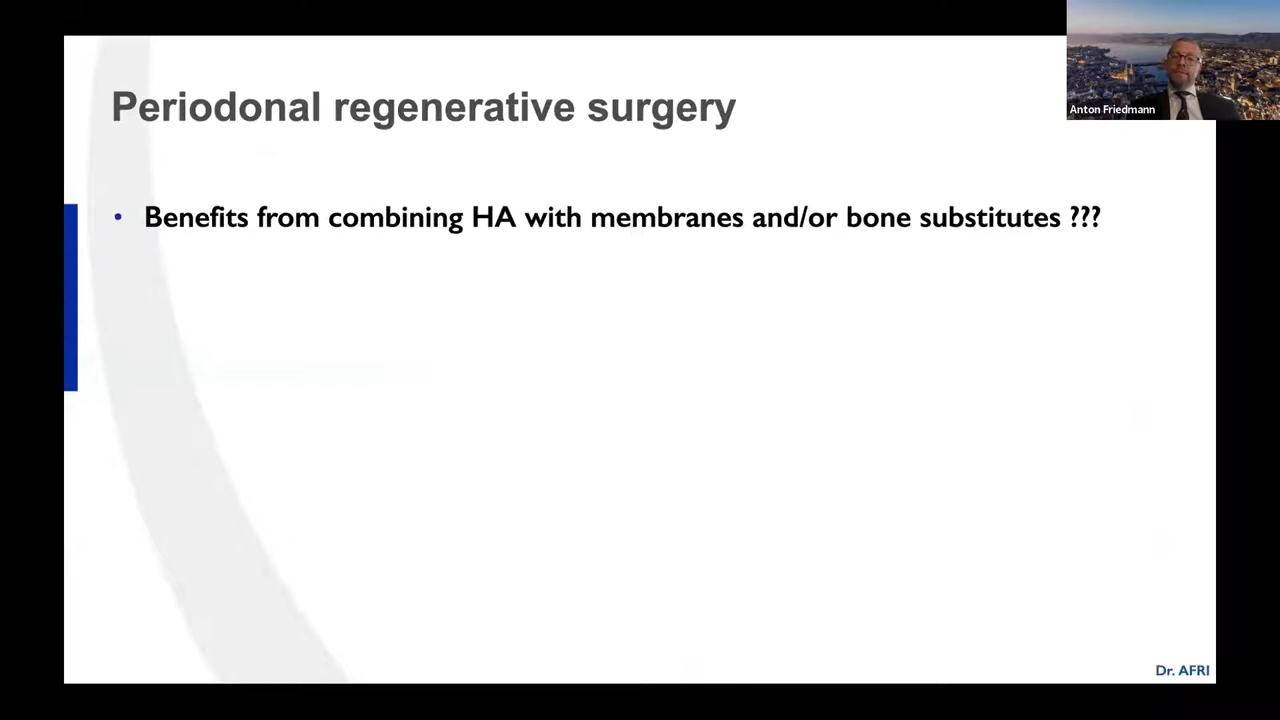 Periodonal regenerative surgery
Anton Friedmann
• Benefits from combining HA with membranes and/or bone substitutes ???
Dr. AFRI